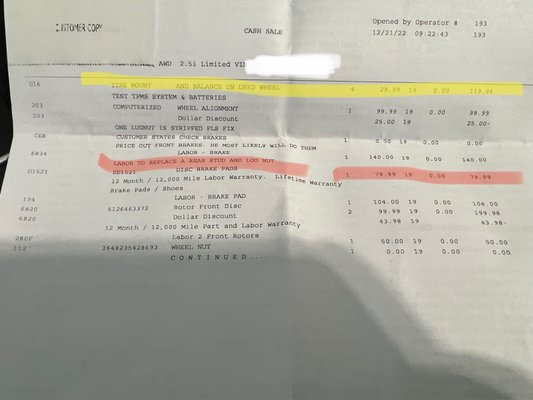 CUSTOMER COPY
Opened by Operator # 193
CASH SALE 12/21/22 09:22:43 193
AWD 2.5i Limited VIN
U16 TIRE MOUNT AND BALANCE ON USED WHEEL 4 29.99 19 0.00 119.96
TEST TPMS SYSTEM & BATTERIES
203 COMPUTERIZED WHEEL ALIGNMENT 1 99.99 19 0.00 99.99
203 Dollar Discount 25.00 19 25.00-
ONE LUGNUT IS STRIPPED PLS FIX
CKB CUSTOMER STATES CHECK BRAKES 1 0.00 19 0.00 0.00
PRICE OUT FRONT BRAKES. HE MOST LIKELY WILL DO THEM
6834 LABOR - BRAKE 1 140.00 19 0.00 140.00
LABOR TO REPLACE A REAR STUD AND LUG NUT
D1521 ZD1521 DISC BRAKE PADS 1 79.99 19 0.00 79.99
12 Month / 12,000 Mile Labor Warranty. Lifetime Warranty
Brake Pads / Shoes
174 LABOR - BRAKE PAD 1 104.00 19 0.00 104.00
6820 5126463372 Rotor Front Disc 2 99.99 19 0.00 199.98
6820 Dollar Discount 43.98 19 43.98-
12 Month / 12,000 Mile Part and Labor Warranty
280F Labor 2 Front Rotors 1 50.00 19 0.00 50.00
112 1648235428693 WHEEL NUT 1 0.00 19 0.00 0.00
CONTINUED....